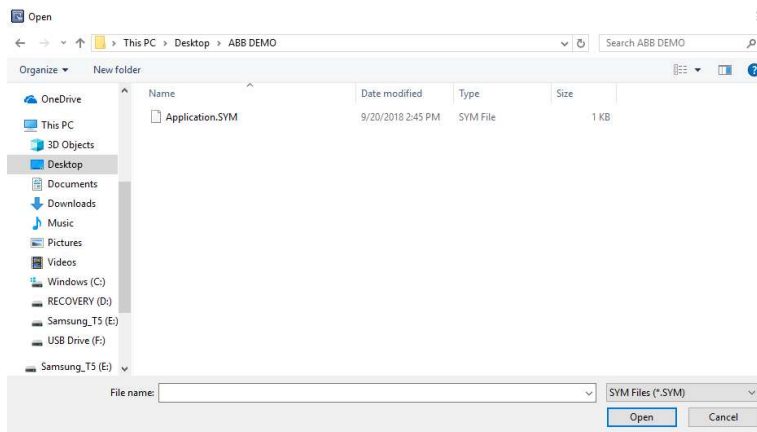 Open
This PC > Desktop > ABB DEMO
Search ABB DEMO
Organize New folder
Name Date modified Type Size
Application.SYM 9/20/2018 2:45 PM SYM File 1 KB
OneDrive
This PC
3D Objects
Desktop
Documents
Downloads
Music
Pictures
Videos
Windows (C:)
RECOVERY (D:)
Samsung_T5 (E:)
USB Drive (F:)
Samsung_T5 (E:)
File name:
SYM Files (*.SYM)
Open Cancel